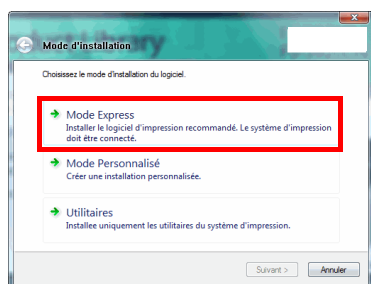 Library
Mode d'installation
Choisissez le mode d'installation du logiciel.
Mode Express
Installer le logiciel d'impression recommandé. Le système d'impression
doit être connecté.
Mode Personnalisé
Créer une installation personnalisée.
Utilitaires
Installee uniquement les utilitaires du système d'impression.
Suivant >
Annuler